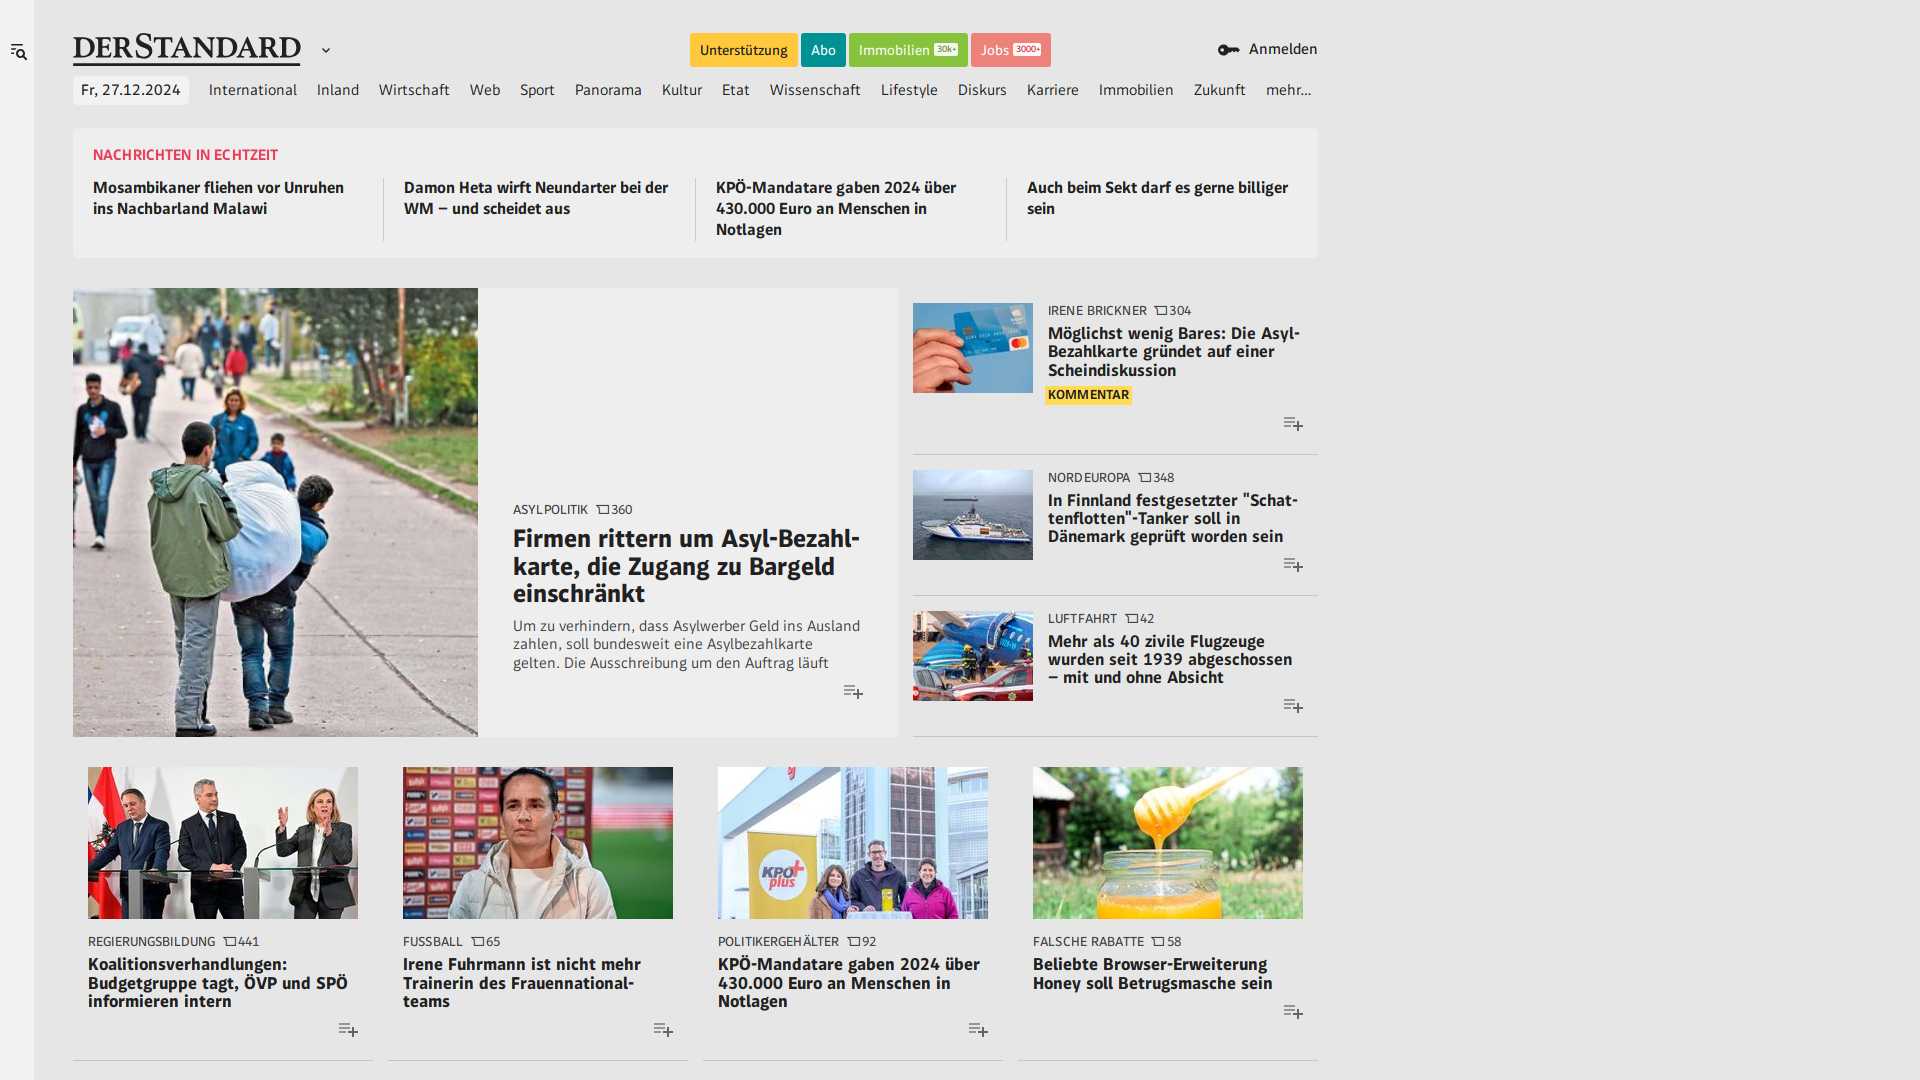 DERSTANDARD
Unterstützung
Abo
Immobilien 30k+
Jobs 3000+
Anmelden
Fr, 27.12.2024
International
Inland
Wirtschaft
Web
Sport
Panorama
Kultur
Etat
Wissenschaft
Lifestyle
Diskurs
Karriere
Immobilien
Zukunft
mehr...
NACHRICHTEN IN ECHTZEIT
Mosambikaner fliehen vor Unruhen
ins Nachbarland Malawi
Damon Heta wirft Neundarter bei der
WM – und scheidet aus
KPÖ-Mandatare gaben 2024 über
430.000 Euro an Menschen in
Notlagen
Auch beim Sekt darf es gerne billiger
sein
ASYLPOLITIK 360
Firmen rittern um Asyl-Bezahl-
karte, die Zugang zu Bargeld
einschränkt
Um zu verhindern, dass Asylwerber Geld ins Ausland
zahlen, soll bundesweit eine Asylbezahlkarte
gelten. Die Ausschreibung um den Auftrag läuft
IRENE BRICKNER 304
Möglichst wenig Bares: Die Asyl-
Bezahlkarte gründet auf einer
Scheindiskussion
KOMMENTAR
NORDEUROPA 348
In Finnland festgesetzter "Schat-
tenflotten"-Tanker soll in
Dänemark geprüft worden sein
LUFTFAHRT 42
Mehr als 40 zivile Flugzeuge
wurden seit 1939 abgeschossen
– mit und ohne Absicht
REGIERUNGSBILDUNG 441
Koalitionsverhandlungen:
Budgetgruppe tagt, ÖVP und SPÖ
informieren intern
FUSSBALL 65
Irene Fuhrmann ist nicht mehr
Trainerin des Frauennational-
teams
KPÖ
plus
POLITIKERGEHÄLTER 92
KPÖ-Mandatare gaben 2024 über
430.000 Euro an Menschen in
Notlagen
FALSCHE RABATTE 58
Beliebte Browser-Erweiterung
Honey soll Betrugsmasche sein